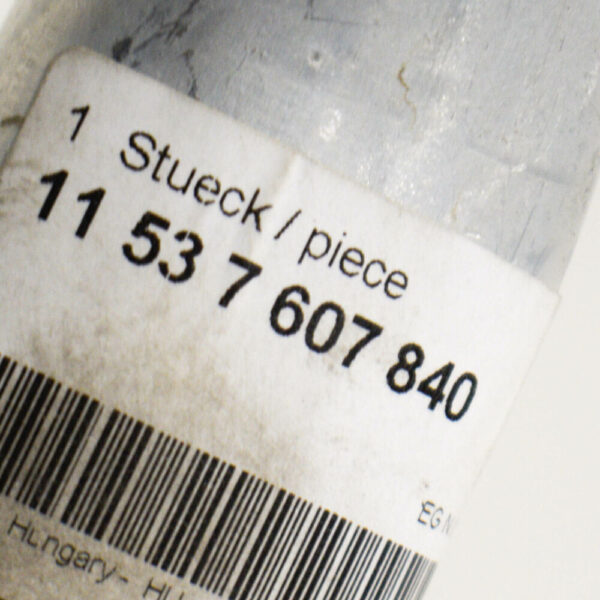 1 Stueck / piece
11 53 7 607 840
EG
Hungary-